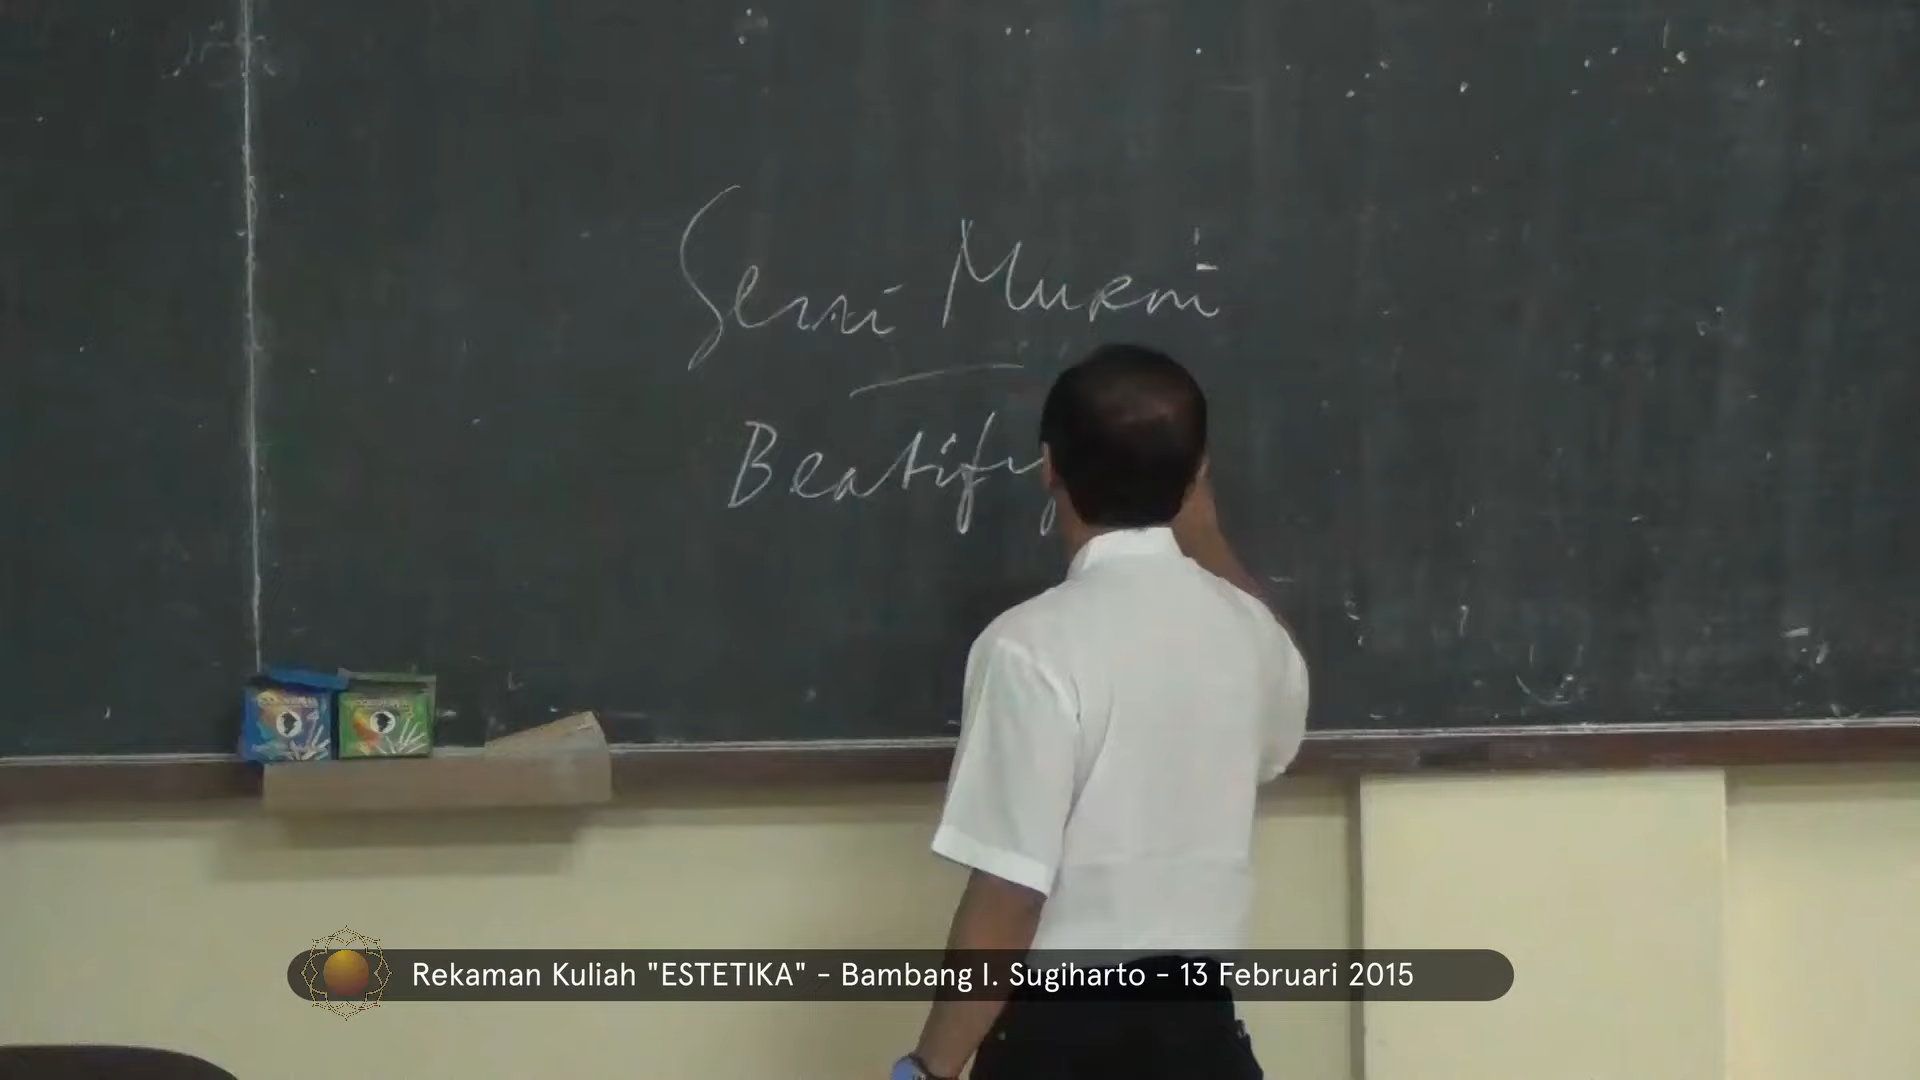 Seni Murni
Beatify
Rekaman Kuliah "ESTETIKA" - Bambang I. Sugiharto - 13 Februari 2015